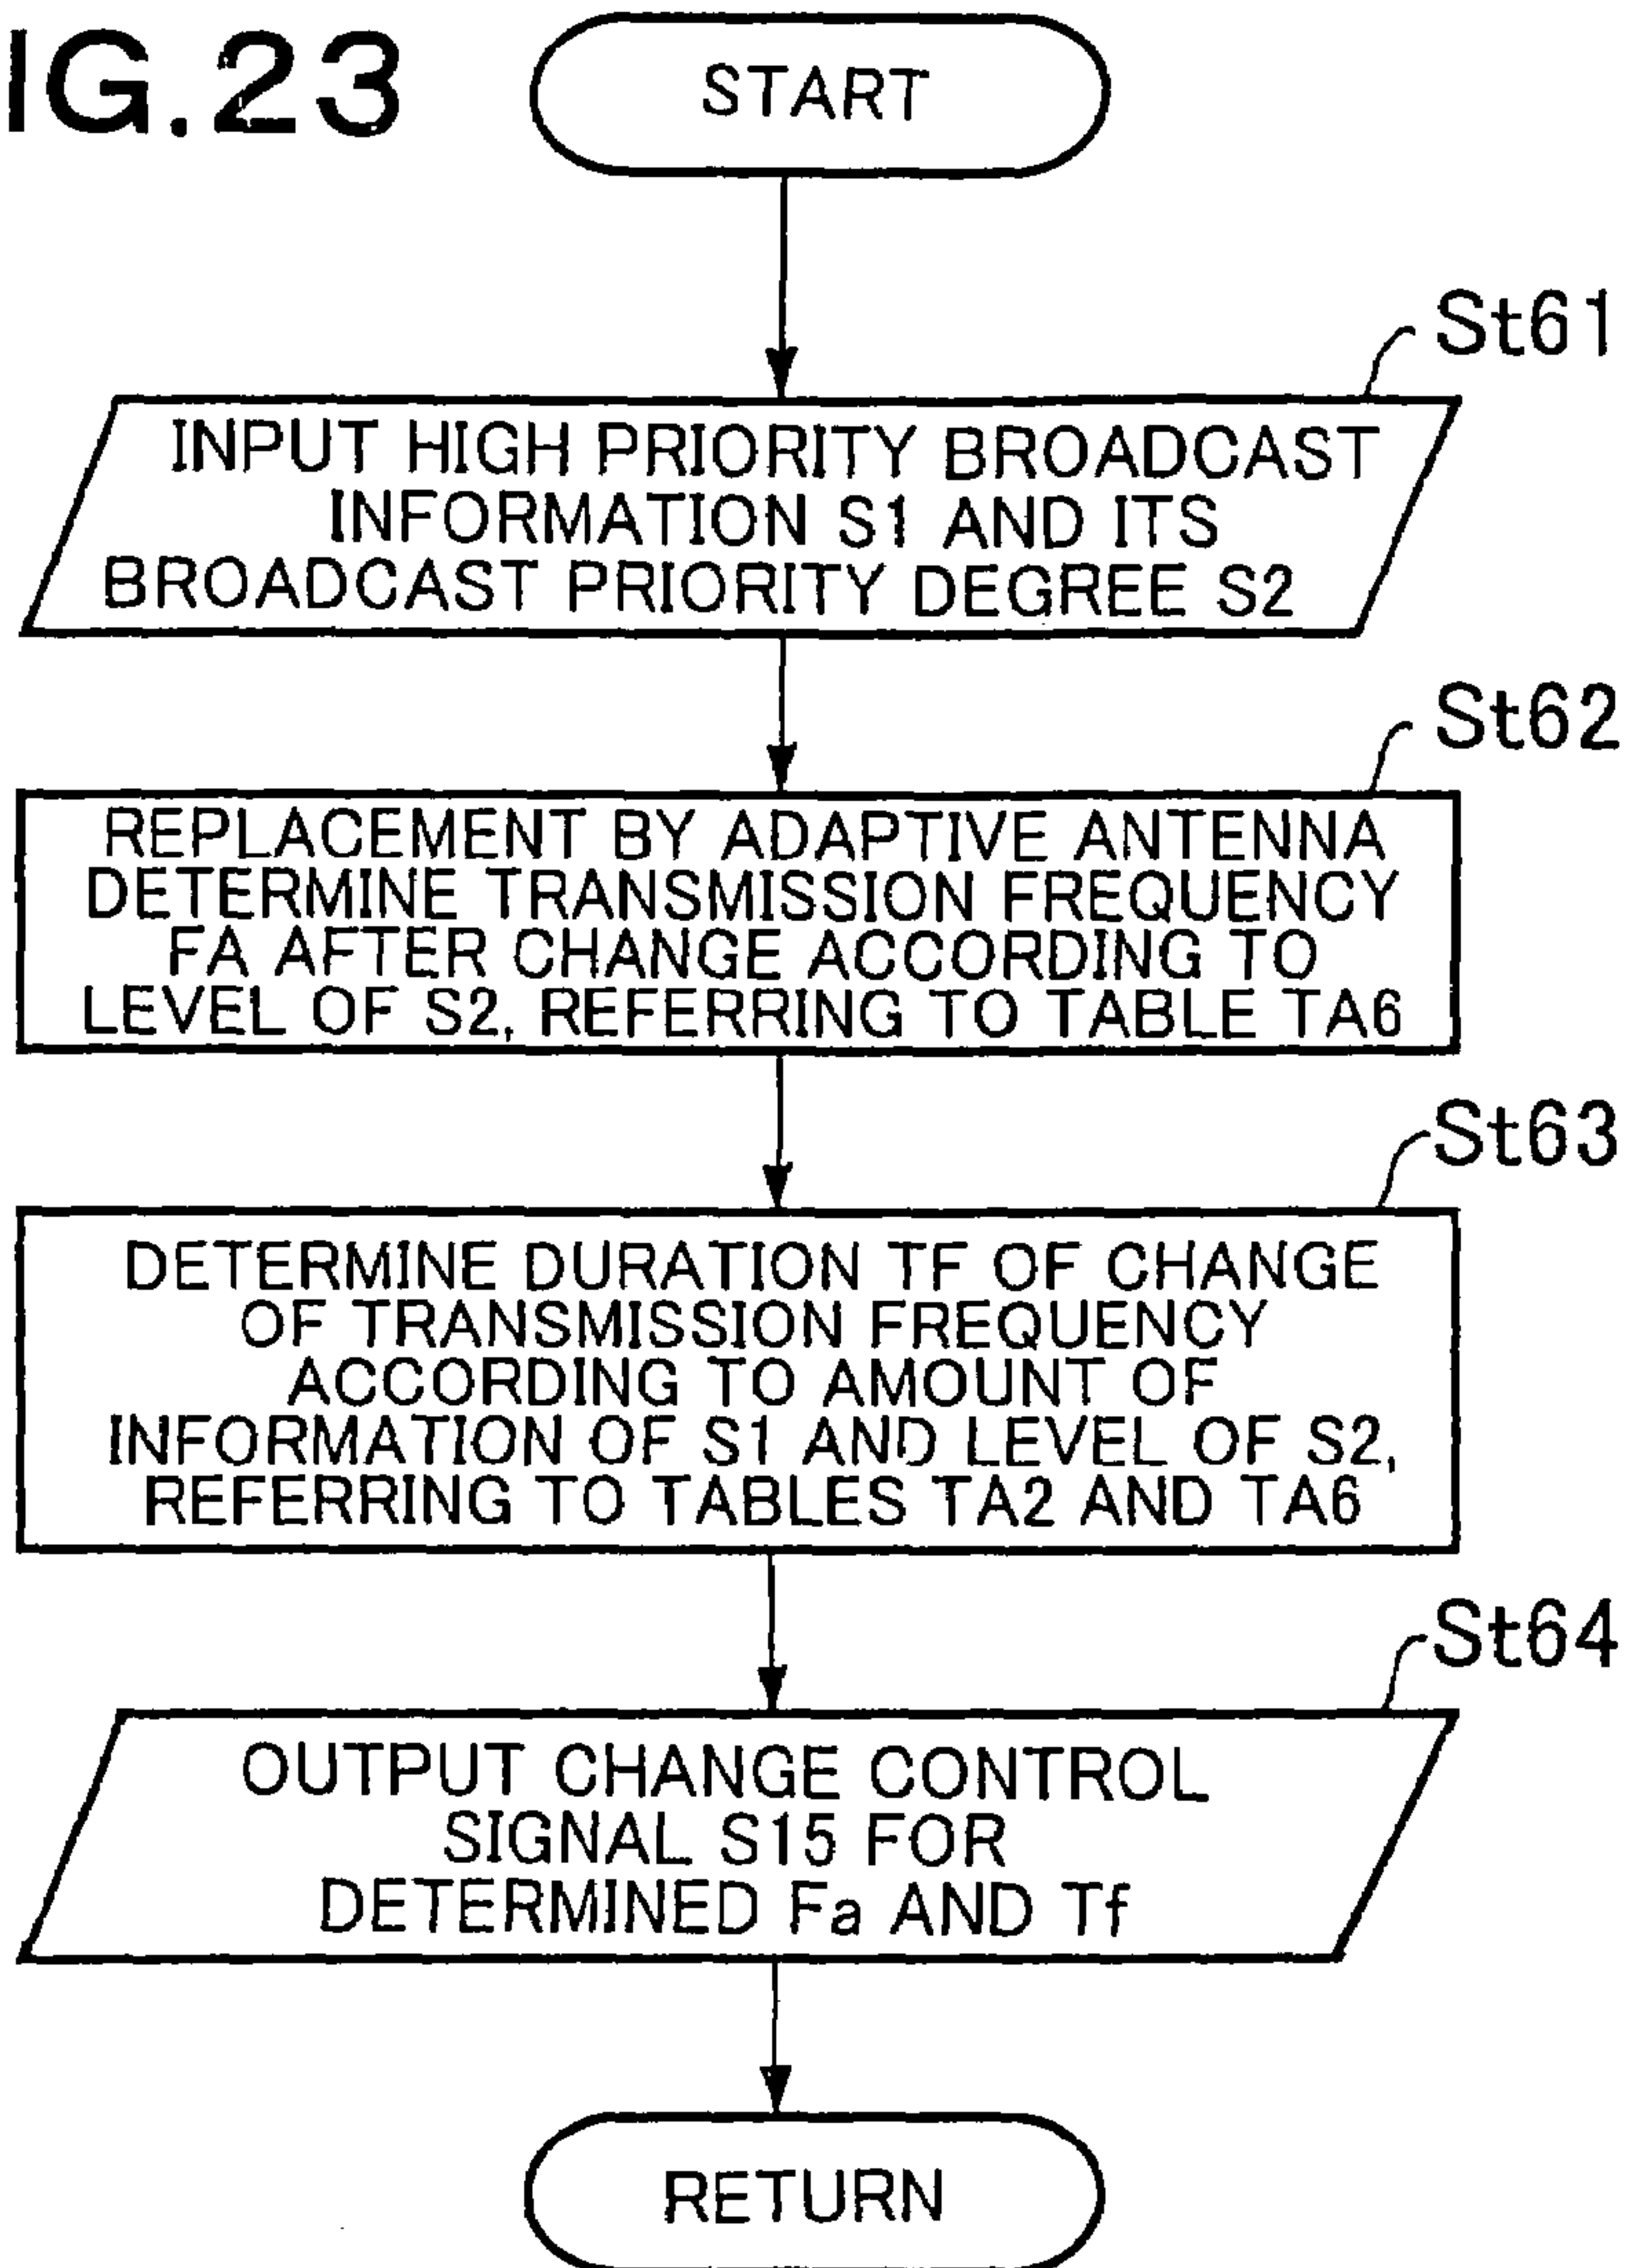 IG.23
START
St61
INPUT HIGH PRIORITY BROADCAST
INFORMATION S1 AND ITS
BROADCAST PRIORITY DEGREE S2
St62
REPLACEMENT BY ADAPTIVE ANTENNA
DETERMINE TRANSMISSION FREQUENCY
FA AFTER CHANGE ACCORDING TO
LEVEL OF S2, REFERRING TO TABLE TA6
St63
DETERMINE DURATION TF OF CHANGE
OF TRANSMISSION FREQUENCY
ACCORDING TO AMOUNT OF
INFORMATION OF S1 AND LEVEL OF S2,
REFERRING TO TABLES TA2 AND TA6
St64
OUTPUT CHANGE CONTROL
SIGNAL S15 FOR
DETERMINED Fa AND Tf
RETURN